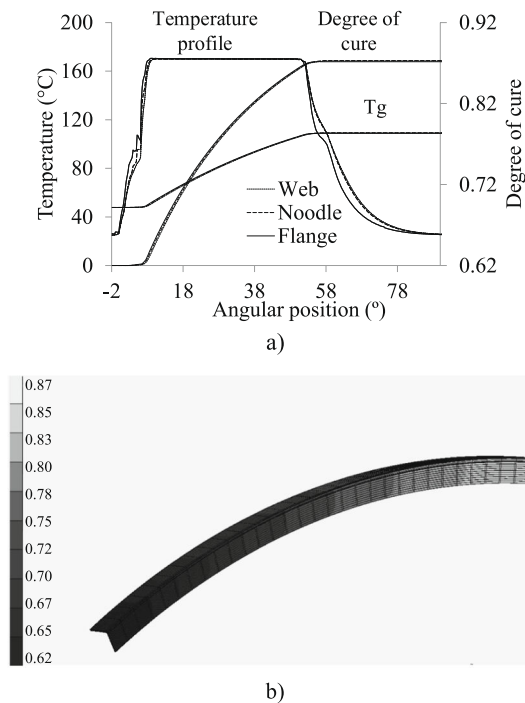 Temperature profile
Degree of cure
200
160
120
80
40
0
Temperature (°C)
0.92
0.82
0.72
0.62
Degree of cure
Tg
Web
Noodle
Flange
-2
18
38
58
78
Angular position (º)
a)
0.87
0.85
0.83
0.80
0.78
0.75
0.73
0.70
0.67
0.65
0.62
b)